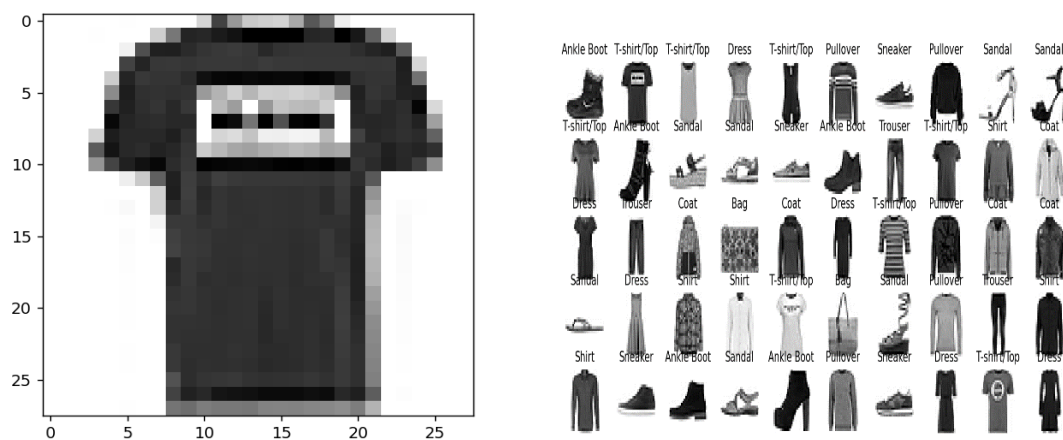 0
5
10
15
20
25
0 5 10 15 20 25
Ankle Boot T-shirt/Top T-shirt/Top Dress T-shirt/Top Pullover Sneaker Pullover Sandal Sandal
T-shirt/Top Ankle Boot Sandal Sandal Sneaker Ankle Boot Trouser T-shirt/Top Shirt Coat
Dress Trouser Coat Bag Coat Dress T-shirt/Top Pullover Coat Coat
Sandal Dress Shirt Shirt T-shirt/Top Bag Sandal Pullover Trouser Shirt
Shirt Sneaker Ankle Boot Sandal Ankle Boot Pullover Sneaker Dress T-shirt/Top Dress